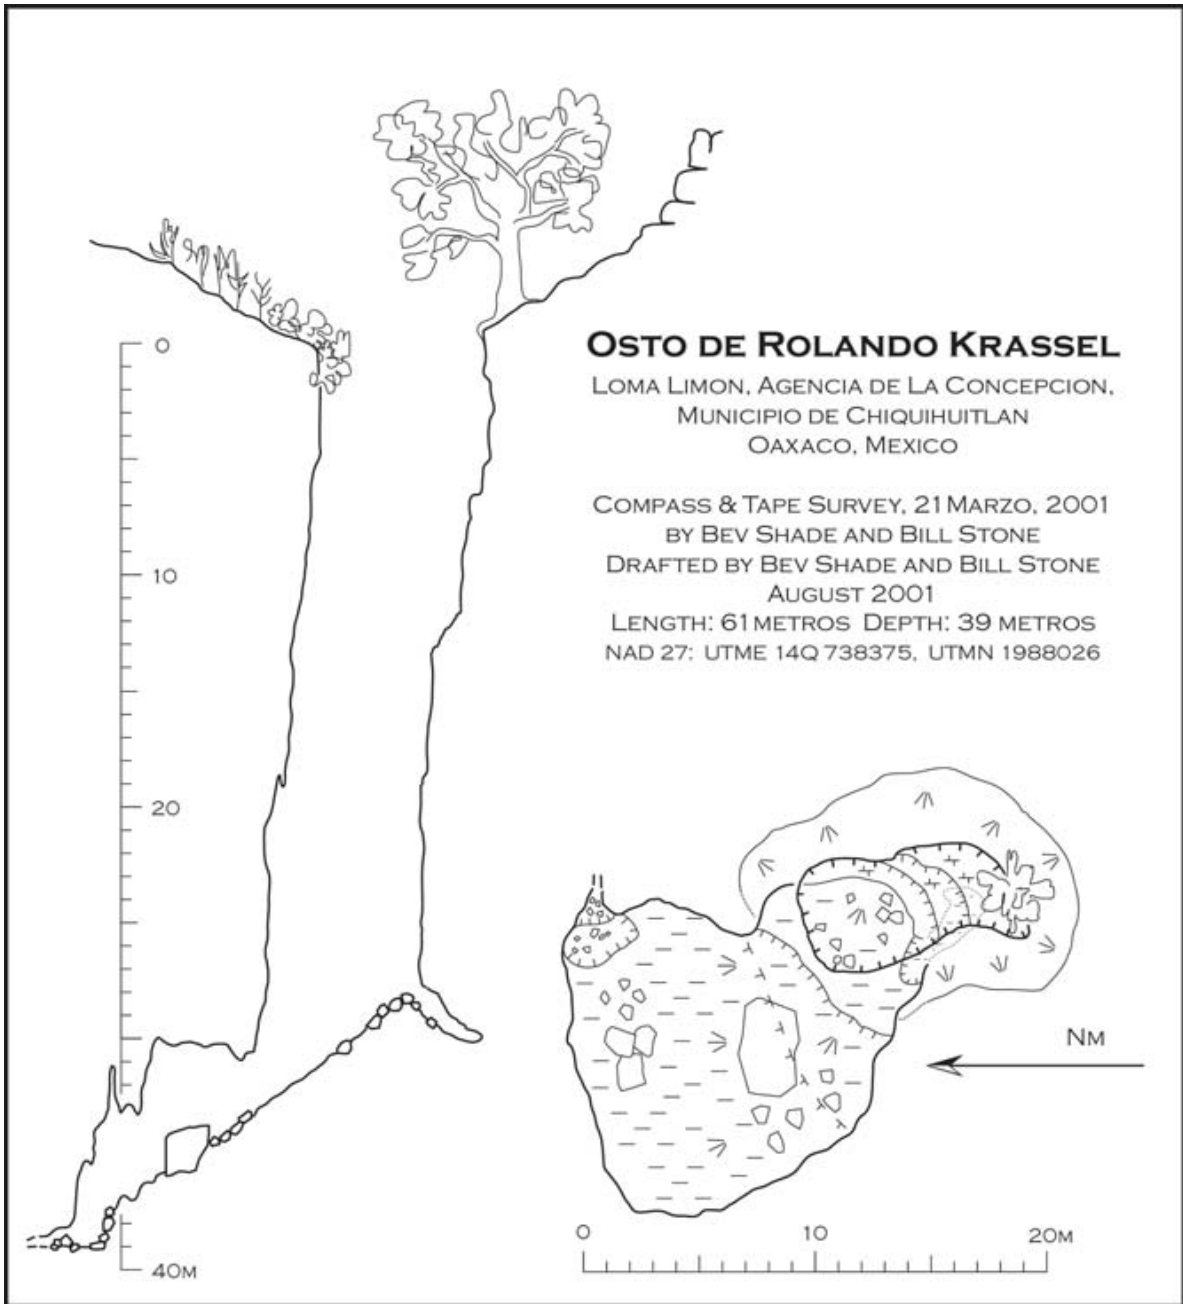 0
10
20
40M
OSTO DE ROLANDO KRASSEL
LOMA LIMON, AGENCIA DE LA CONCEPCION,
MUNICIPIO DE CHIQUIHUITLAN
OAXACO, MEXICO
COMPASS & TAPE SURVEY, 21 MARZO, 2001
BY BEV SHADE AND BILL STONE
DRAFTED BY BEV SHADE AND BILL STONE
AUGUST 2001
LENGTH: 61 METROS DEPTH: 39 METROS
NAD 27: UTME 14Q 738375, UTMN 1988026
NM
0 10 20M